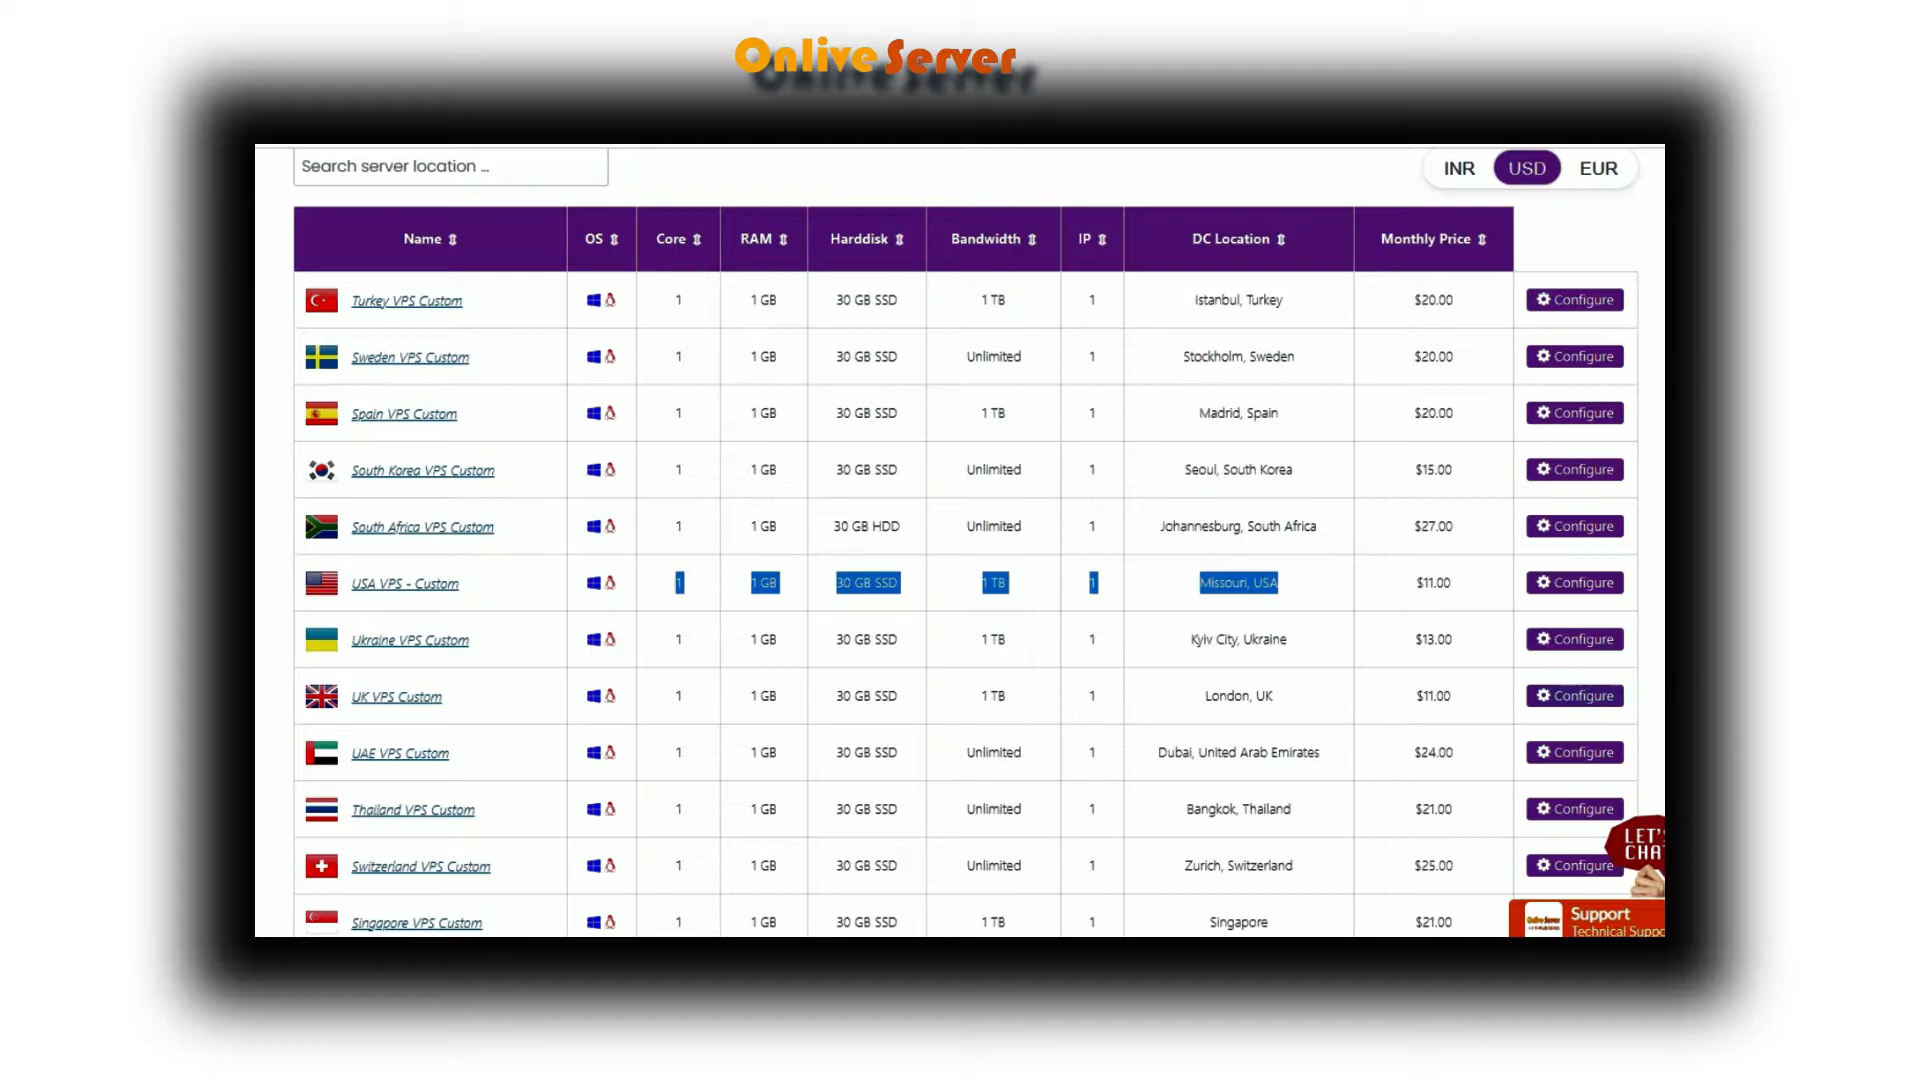 Onlive Server
Search server location ...
INR USD EUR
Name OS Core RAM Harddisk Bandwidth IP DC Location Monthly Price
Turkey VPS Custom 1 1 GB 30 GB SSD 1 TB 1 Istanbul, Turkey $20.00 Configure
Sweden VPS Custom 1 1 GB 30 GB SSD Unlimited 1 Stockholm, Sweden $20.00 Configure
Spain VPS Custom 1 1 GB 30 GB SSD 1 TB 1 Madrid, Spain $20.00 Configure
South Korea VPS Custom 1 1 GB 30 GB SSD Unlimited 1 Seoul, South Korea $15.00 Configure
South Africa VPS Custom 1 1 GB 30 GB HDD Unlimited 1 Johannesburg, South Africa $27.00 Configure
USA VPS - Custom 1 1 GB 30 GB SSD 1 TB 1 Missouri, USA $11.00 Configure
Ukraine VPS Custom 1 1 GB 30 GB SSD 1 TB 1 Kyiv City, Ukraine $13.00 Configure
UK VPS Custom 1 1 GB 30 GB SSD 1 TB 1 London, UK $11.00 Configure
UAE VPS Custom 1 1 GB 30 GB SSD Unlimited 1 Dubai, United Arab Emirates $24.00 Configure
Thailand VPS Custom 1 1 GB 30 GB SSD Unlimited 1 Bangkok, Thailand $21.00 Configure
LET'S
CHA
Switzerland VPS Custom 1 1 GB 30 GB SSD Unlimited 1 Zurich, Switzerland $25.00 Configure
Singapore VPS Custom 1 1 GB 30 GB SSD 1 TB 1 Singapore $21.00
Onlive Server
Support
Technical Suppo